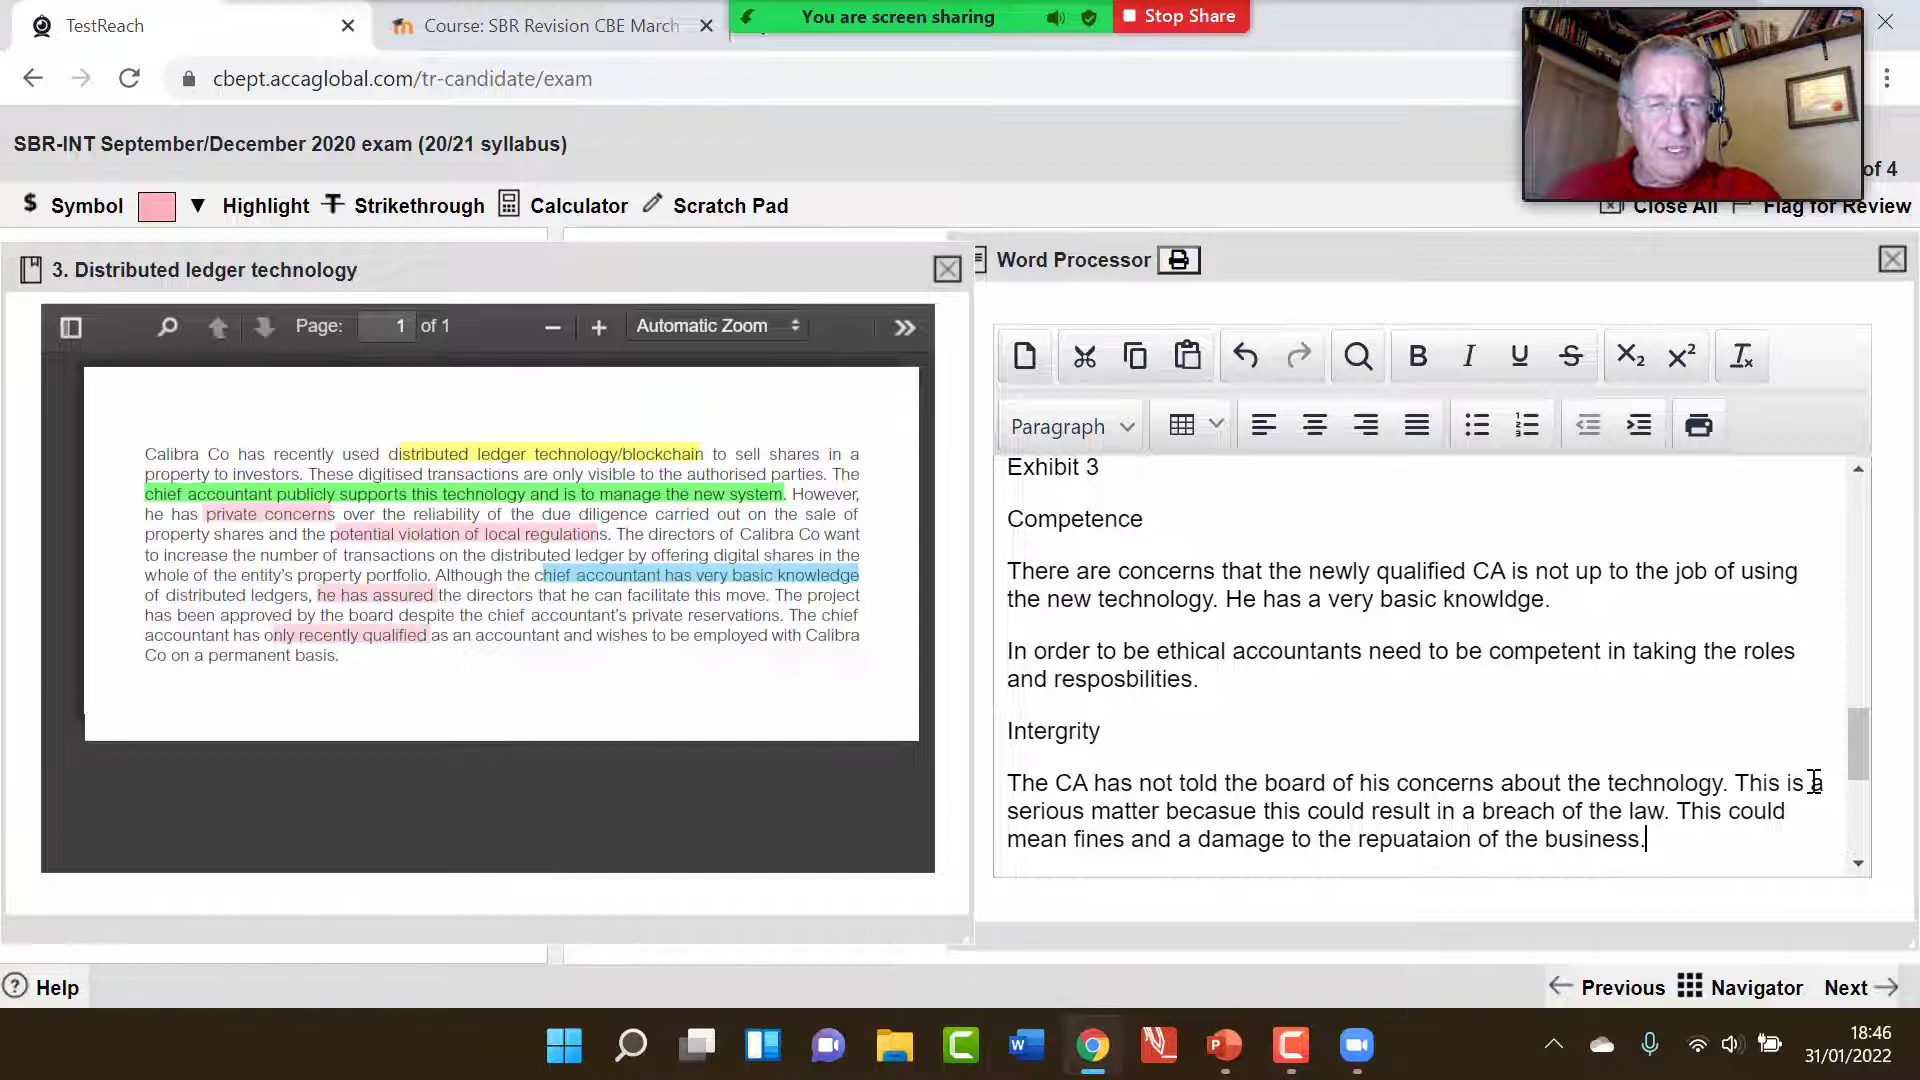 TestReach
Course: SBR Revision CBE March
You are screen sharing
Stop Share
cbept.accaglobal.com/tr-candidate/exam
SBR-INT September/December 2020 exam (20/21 syllabus)
of 4
$ Symbol
Highlight
Strikethrough
Calculator
Scratch Pad
Close All
Flag for Review
3. Distributed ledger technology
Page: 1 of 1
Automatic Zoom
Calibra Co has recently used distributed ledger technology/blockchain to sell shares in a
property to investors. These digitised transactions are only visible to the authorised parties. The
chief accountant publicly supports this technology and is to manage the new system. However,
he has private concerns over the reliability of the due diligence carried out on the sale of
property shares and the potential violation of local regulations. The directors of Calibra Co want
to increase the number of transactions on the distributed ledger by offering digital shares in the
whole of the entity's property portfolio. Although the chief accountant has very basic knowledge
of distributed ledgers, he has assured the directors that he can facilitate this move. The project
has been approved by the board despite the chief accountant's private reservations. The chief
accountant has only recently qualified as an accountant and wishes to be employed with Calibra
Co on a permanent basis.
Word Processor
B I U S X₂ X² Tx
Paragraph
Exhibit 3
Competence
There are concerns that the newly qualified CA is not up to the job of using
the new technology. He has a very basic knowldge.
In order to be ethical accountants need to be competent in taking the roles
and resposbilities.
Intergrity
The CA has not told the board of his concerns about the technology. This is a
serious matter becasue this could result in a breach of the law. This could
mean fines and a damage to the repuataion of the business.
Help
Previous
Navigator
Next
18:46
31/01/2022